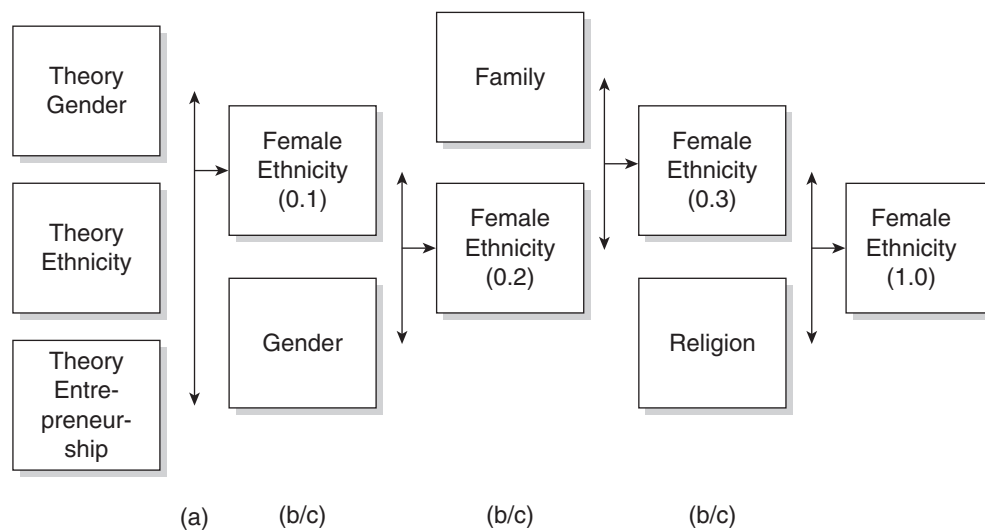 Theory
Gender
Theory
Ethnicity
Theory
Entre-
preneur-
ship
Female
Ethnicity
(0.1)
Gender
Family
Female
Ethnicity
(0.2)
Female
Ethnicity
(0.3)
Religion
Female
Ethnicity
(1.0)
(a)
(b/c)
(b/c)
(b/c)